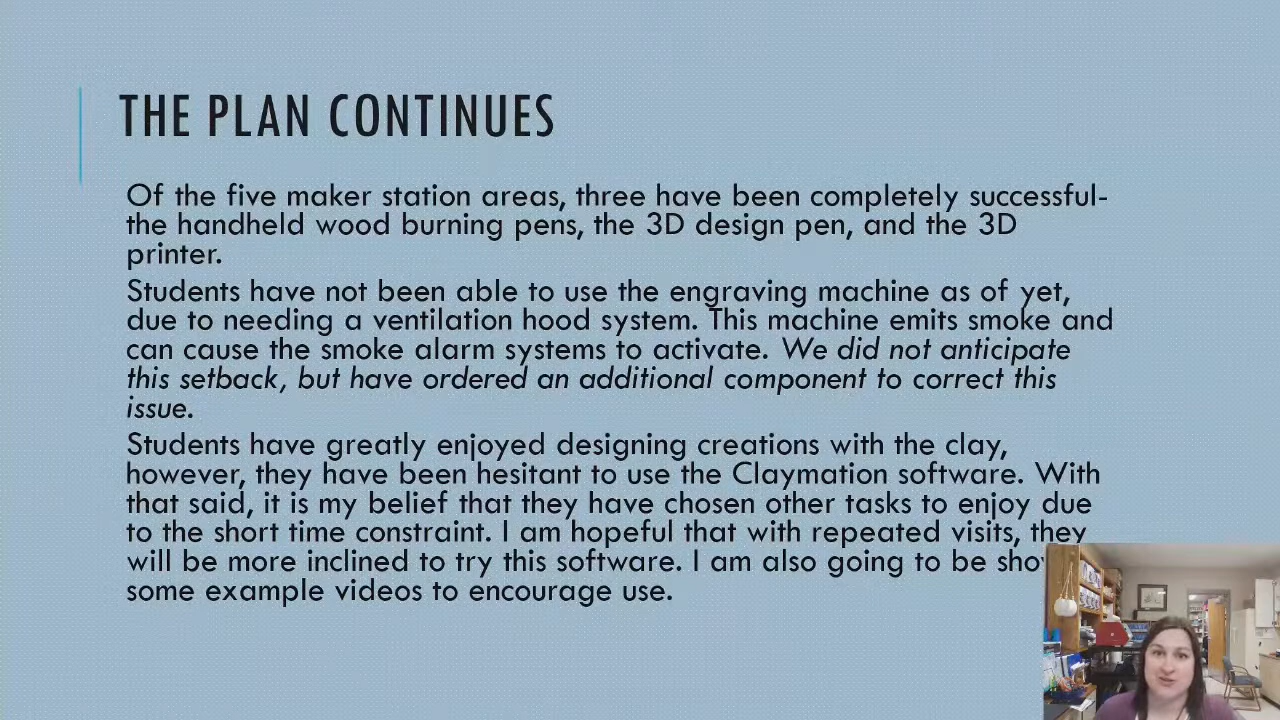 THE PLAN CONTINUES
Of the five maker station areas, three have been completely successful-
the handheld wood burning pens, the 3D design pen, and the 3D
printer.
Students have not been able to use the engraving machine as of yet,
due to needing a ventilation hood system. This machine emits smoke and
can cause the smoke alarm systems to activate. We did not anticipate
this setback, but have ordered an additional component to correct this
issue.
Students have greatly enjoyed designing creations with the clay,
however, they have been hesitant to use the Claymation software. With
that said, it is my belief that they have chosen other tasks to enjoy due
to the short time constraint. I am hopeful that with repeated visits, they
will be more inclined to try this software. I am also going to be
some example videos to encourage use.